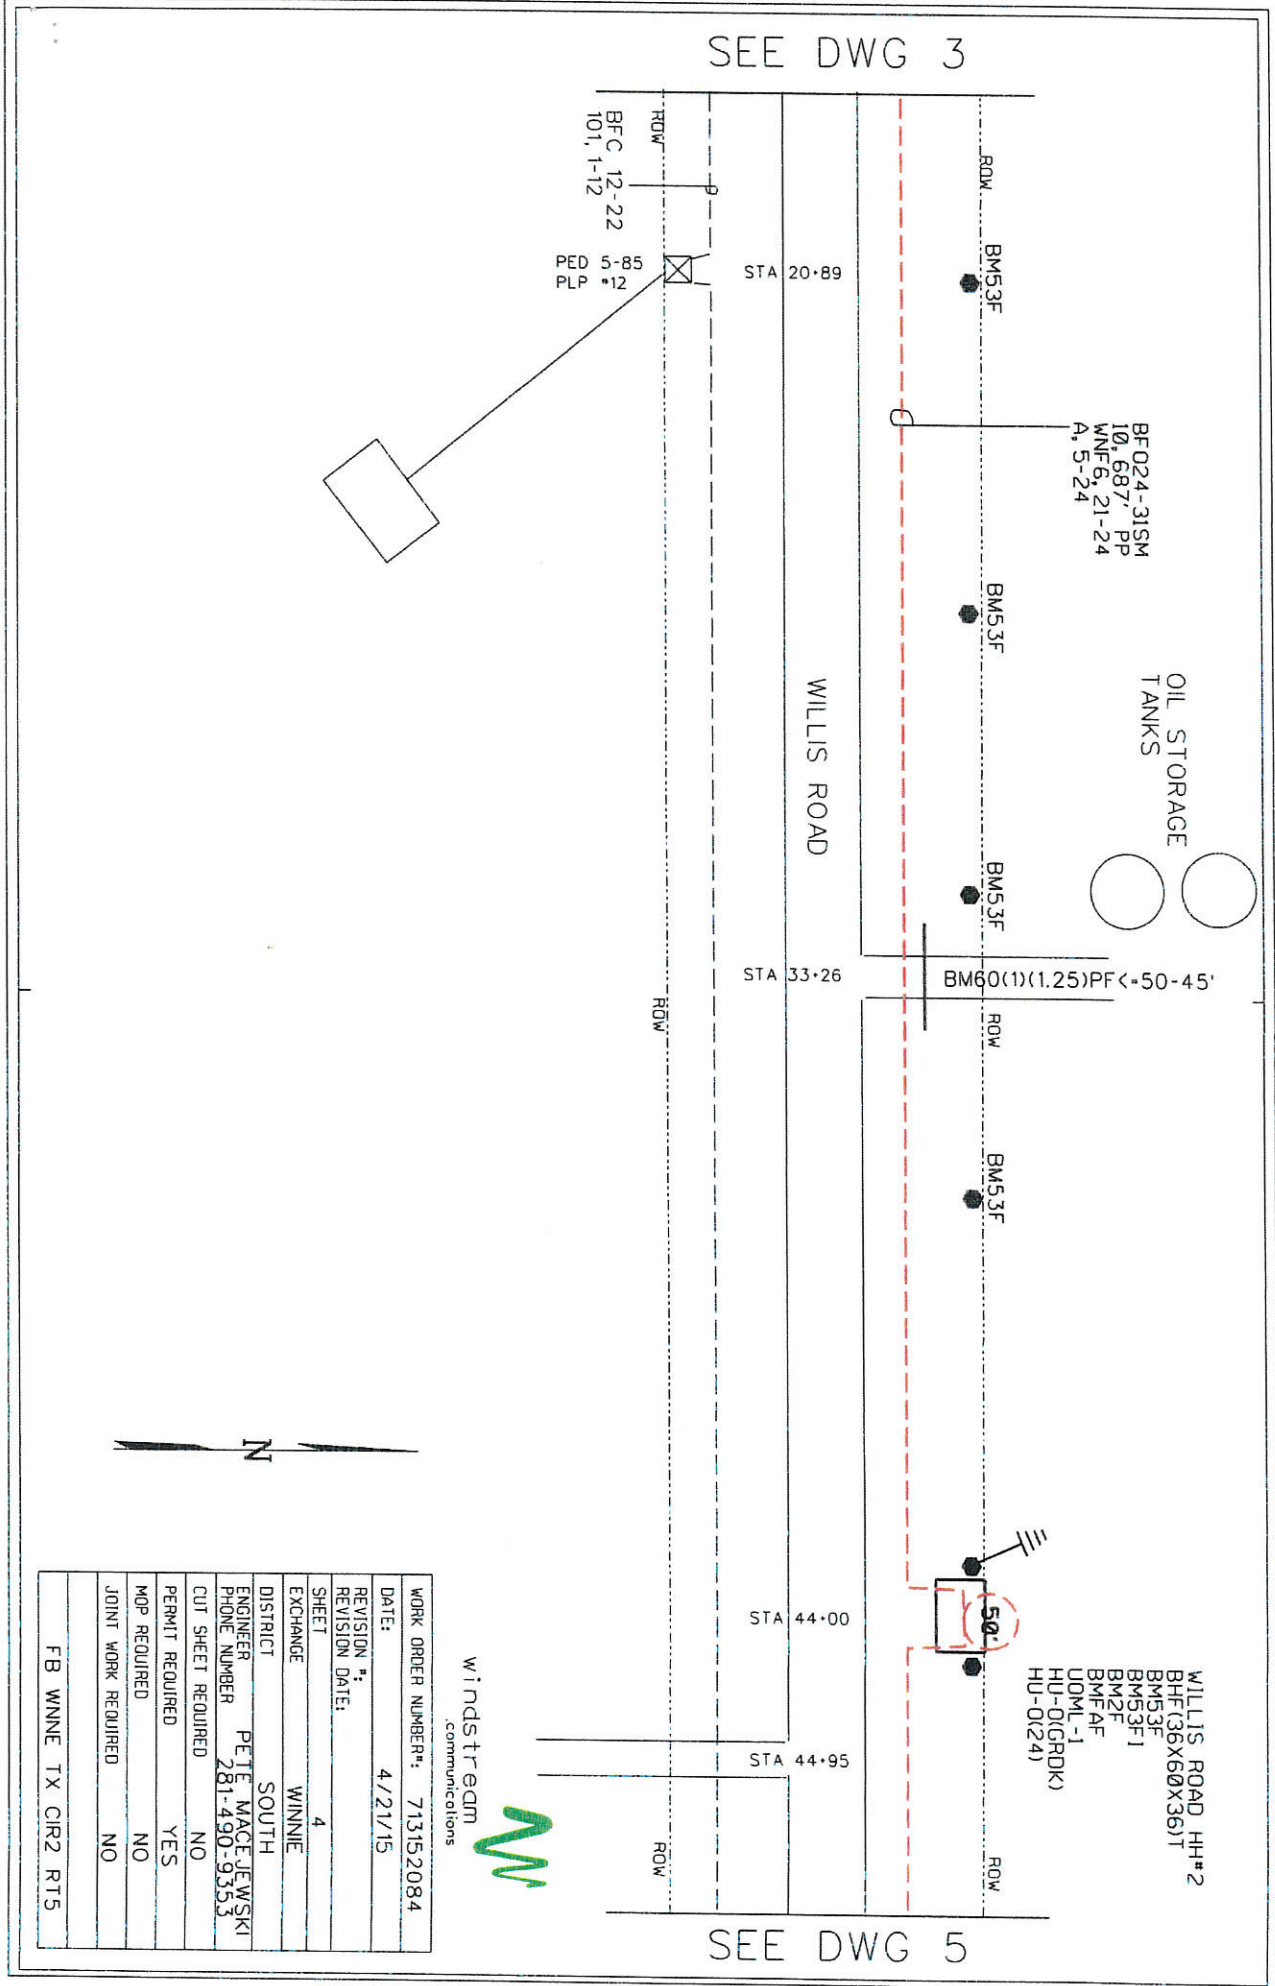 SEE DWG 3
ROW
BFC 12-22
101, 1-12
PED 5-85
PLP #12
STA 20+89
ROW
BM53F
BFO24-31SM
10,687' PP
WNF6, 21-24
A, 5-24
BM53F
OIL STORAGE
TANKS
WILLIS ROAD
BM53F
STA 33+26
BM60(1)(1.25)PF<=50-45'
ROW
ROW
BM53F
N
STA 44+00
50'
WILLIS ROAD HH#2
BHF(36X60X36)T
BM53F
BM53F1
BM2F
BMFAF
UOML-1
HU-O(GRDK)
HU-O(24)
STA 44+95
ROW
ROW
SEE DWG 5
windstream
communications
WORK ORDER NUMBER#: 713152084
DATE: 4/21/15
REVISION #:
REVISION DATE:
SHEET 4
EXCHANGE WINNIE
DISTRICT SOUTH
ENGINEER PETE MACEJEWSKI
PHONE NUMBER 281-490-9353
CUT SHEET REQUIRED NO
PERMIT REQUIRED YES
MOP REQUIRED NO
JOINT WORK REQUIRED NO
FB WNNE TX CIR2 RT5